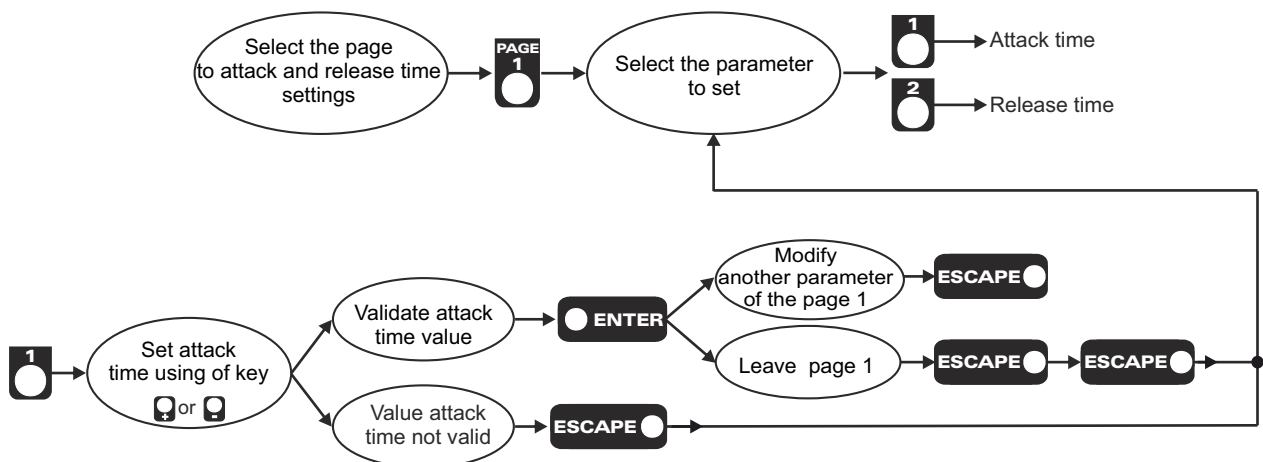 Select the page
to attack and release time
settings
PAGE
1
Select the parameter
to set
1
Attack time
2
Release time
1
Set attack
time using of key
+ or -
Validate attack
time value
ENTER
Modify
another parameter
of the page 1
ESCAPE
Leave page 1
ESCAPE
ESCAPE
Value attack
time not valid
ESCAPE